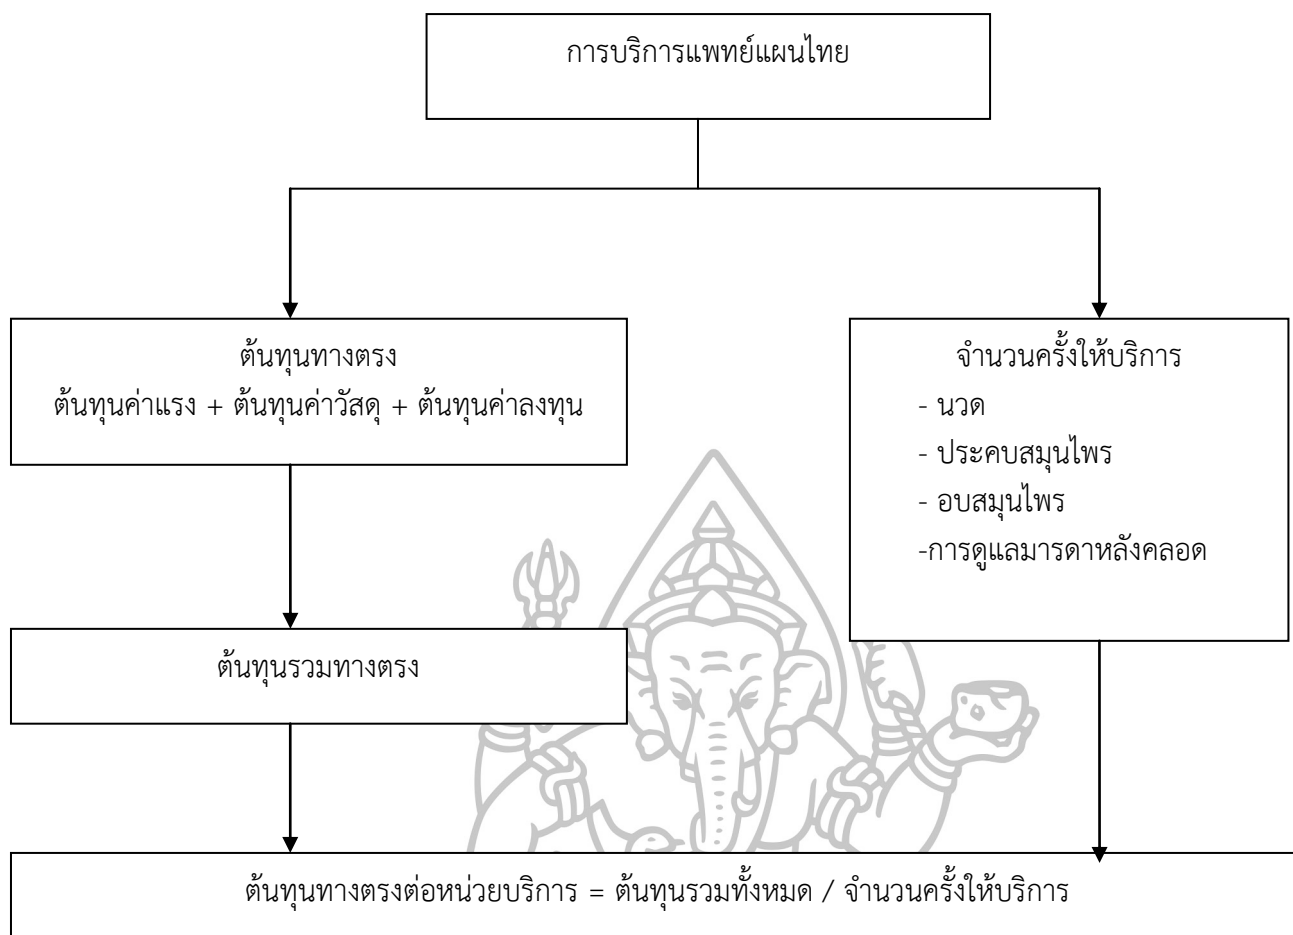 การบริการแพทย์แผนไทย
ต้นทุนทางตรง
ต้นทุนค่าแรง + ต้นทุนค่าวัสดุ + ต้นทุนค่าลงทุน
จำนวนครั้งให้บริการ
- นวด
- ประคบสมุนไพร
- อบสมุนไพร
-การดูแลมารดาหลังคลอด
ต้นทุนรวมทางตรง
ต้นทุนทางตรงต่อหน่วยบริการ = ต้นทุนรวมทั้งหมด / จำนวนครั้งให้บริการ